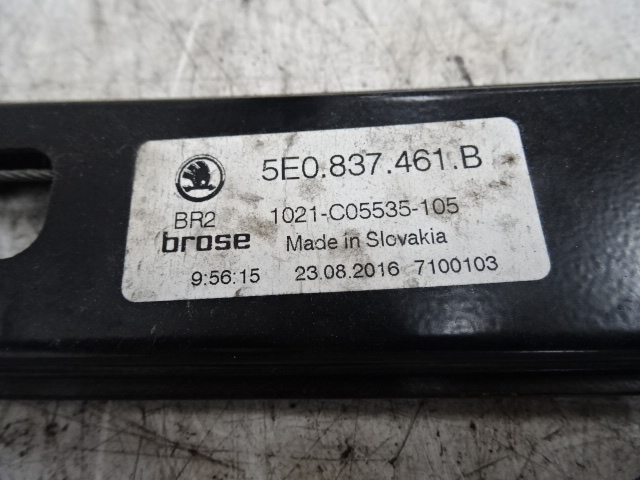 5E0.837.461.B
BR2 1021-C05535-105
brose Made in Slovakia
9:56:15 23.08.2016 7100103